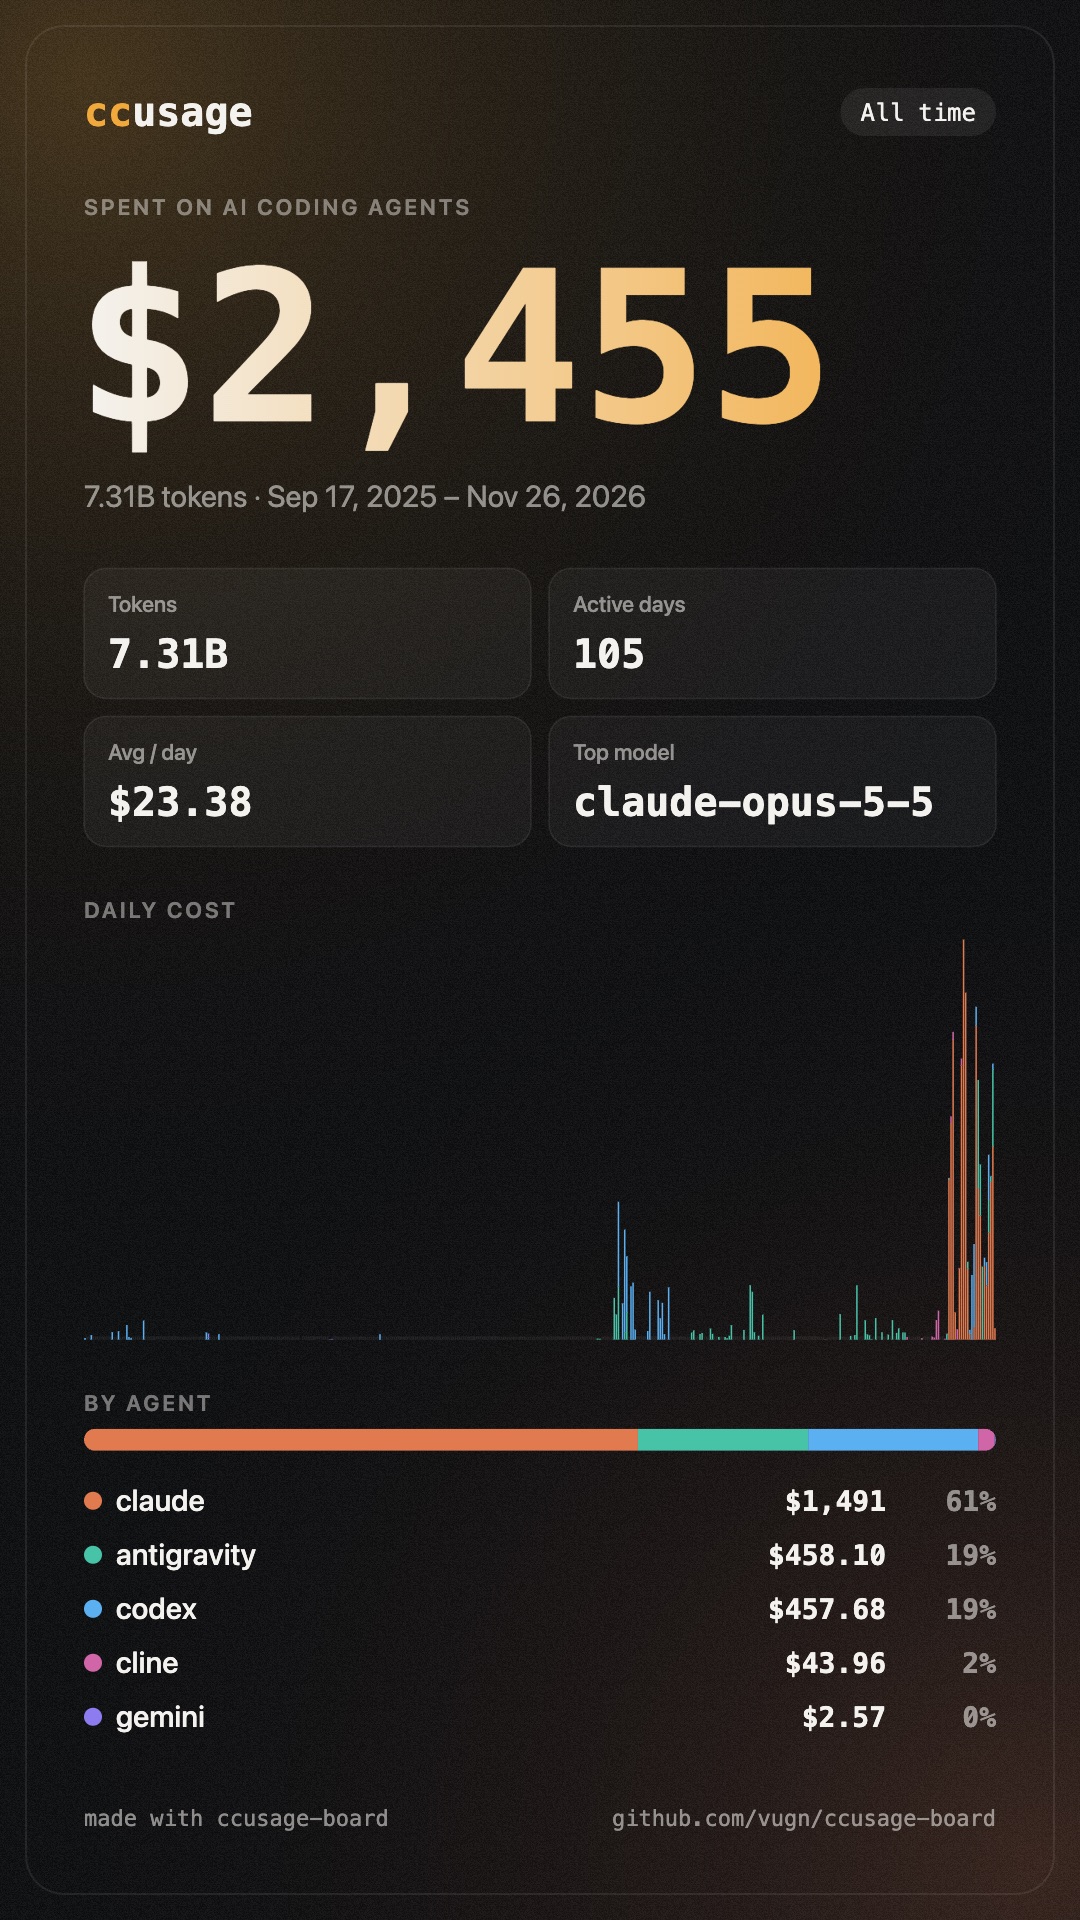 ccusage
All time
SPENT ON AI CODING AGENTS
$2,455
7.31B tokens · Sep 17, 2025 – Nov 26, 2026
Tokens
7.31B
Active days
105
Avg / day
$23.38
Top model
claude-opus-5-5
DAILY COST
BY AGENT
claude $1,491 61%
antigravity $458.10 19%
codex $457.68 19%
cline $43.96 2%
gemini $2.57 0%
made with ccusage-board
github.com/vugn/ccusage-board